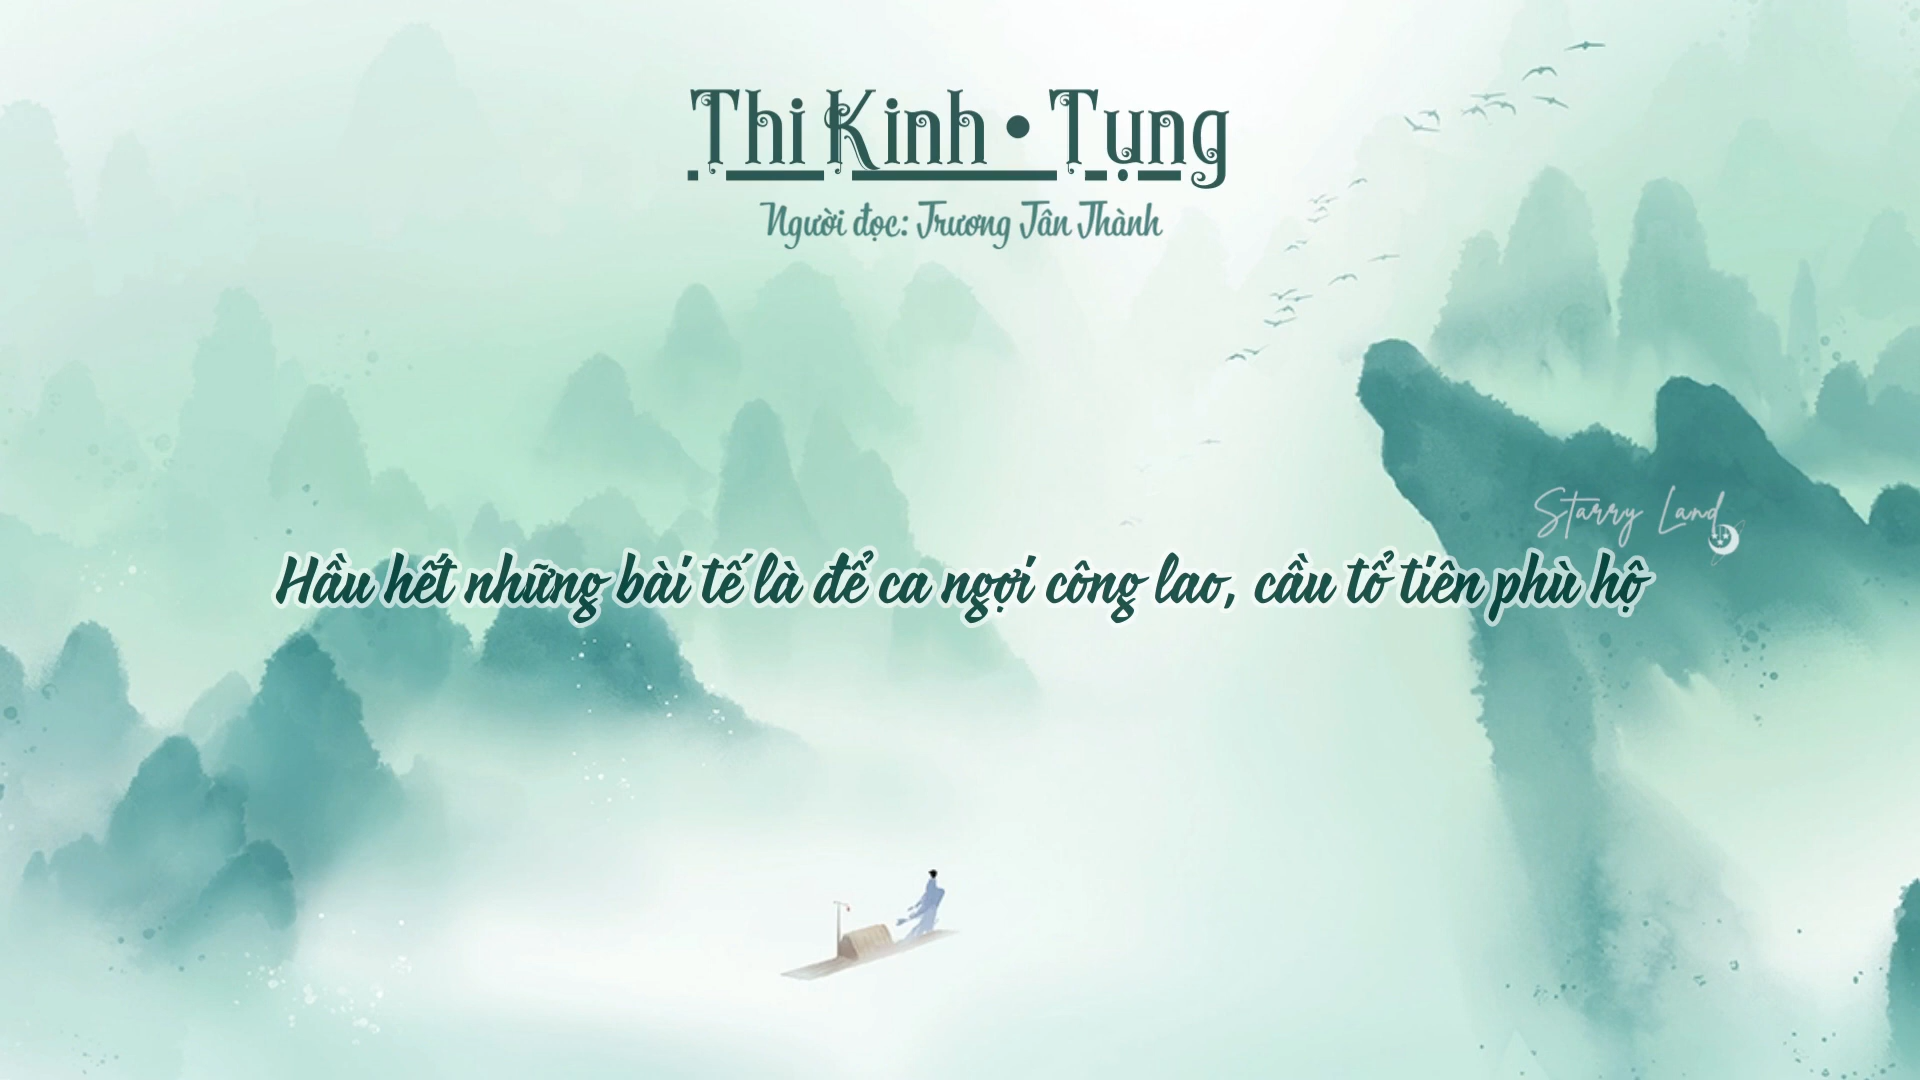 Thi Kinh • Tụng
Người đọc: Trương Tân Thành
Starry Land
Hầu hết những bài tế là để ca ngợi công lao, cầu tổ tiên phù hộ